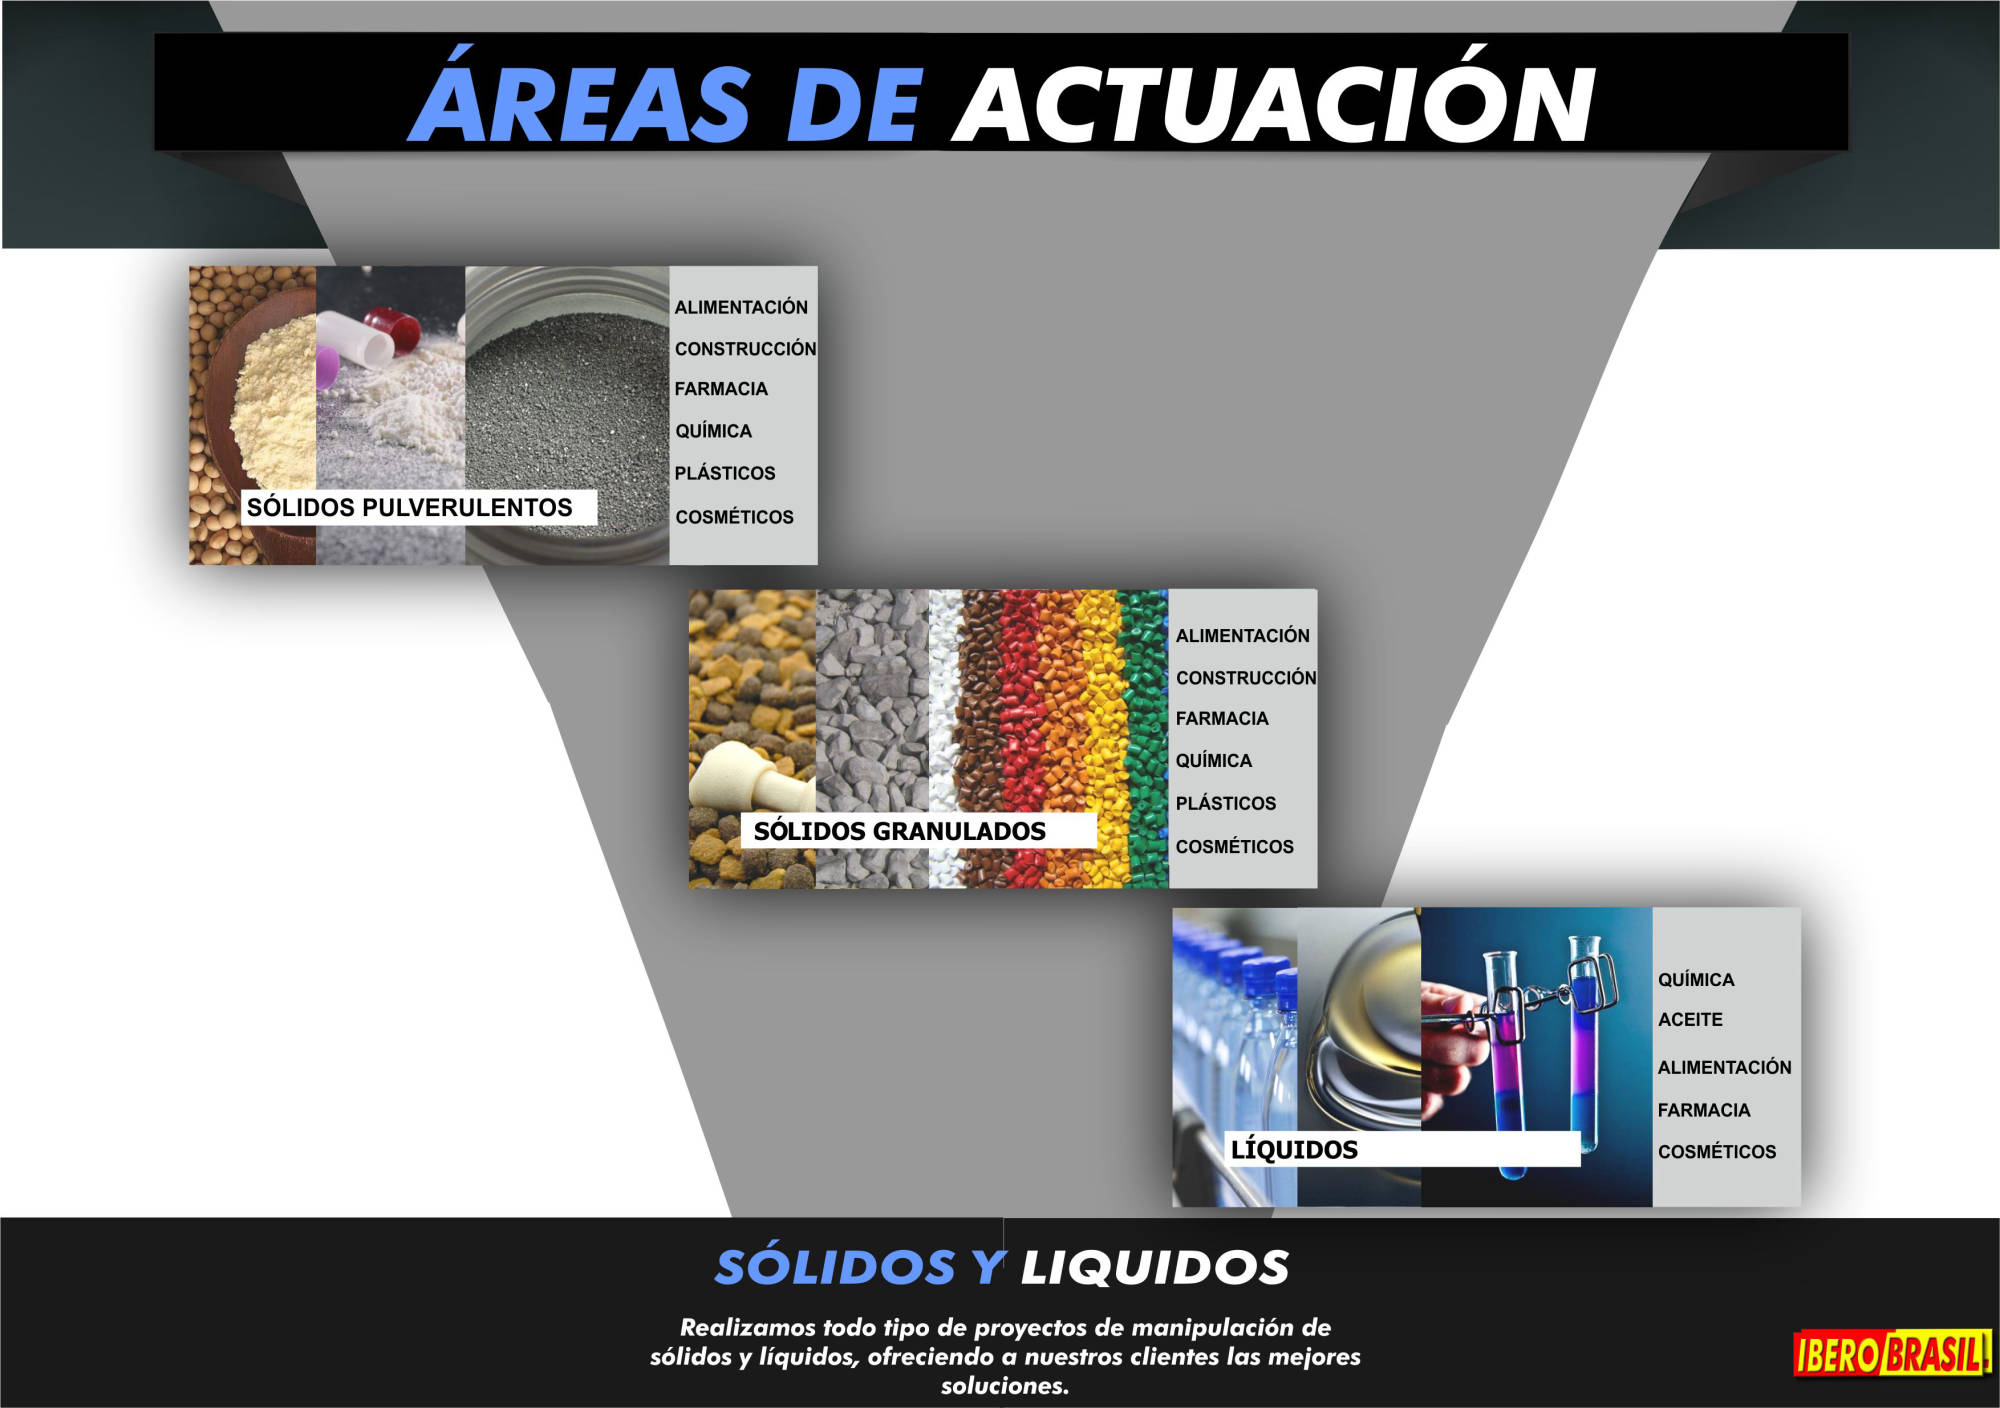 ÁREAS DE ACTUACIÓN
ALIMENTACIÓN
CONSTRUCCIÓN
FARMACIA
QUÍMICA
PLÁSTICOS
COSMÉTICOS
SÓLIDOS PULVERULENTOS
ALIMENTACIÓN
CONSTRUCCIÓN
FARMACIA
QUÍMICA
PLÁSTICOS
COSMÉTICOS
SÓLIDOS GRANULADOS
QUÍMICA
ACEITE
ALIMENTACIÓN
FARMACIA
COSMÉTICOS
LÍQUIDOS
SÓLIDOS Y LIQUIDOS
Realizamos todo tipo de proyectos de manipulación de
sólidos y líquidos, ofreciendo a nuestros clientes las mejores
soluciones.
IBERO BRASIL